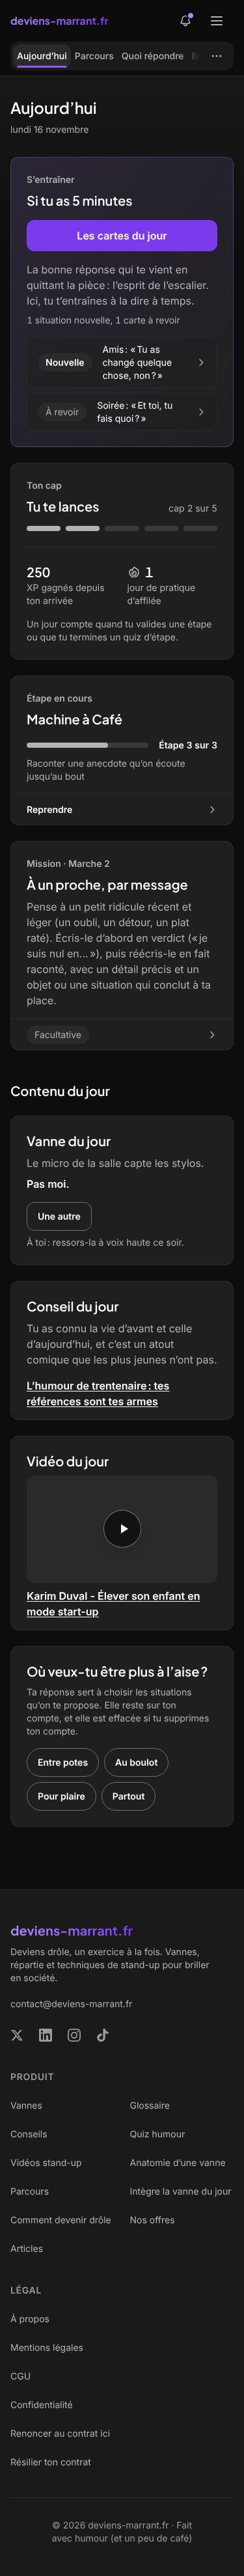 deviens-marrant.fr
Aujourd’hui
Parcours
Quoi répondre
Aujourd’hui
lundi 16 novembre
S’entraîner
Si tu as 5 minutes
Les cartes du jour
La bonne réponse qui te vient en
quittant la pièce : l’esprit de l’escalier.
Ici, tu t’entraînes à la dire à temps.
1 situation nouvelle, 1 carte à revoir
Nouvelle
Amis : « Tu as
changé quelque
chose, non ? »
À revoir
Soirée : « Et toi, tu
fais quoi ? »
Ton cap
Tu te lances
cap 2 sur 5
250
XP gagnés depuis
ton arrivée
1
jour de pratique
d’affilée
Un jour compte quand tu valides une étape
ou que tu termines un quiz d’étape.
Étape en cours
Machine à Café
Étape 3 sur 3
Raconter une anecdote qu’on écoute
jusqu’au bout
Reprendre
Mission · Marche 2
À un proche, par message
Pense à un petit ridicule récent et
léger (un oubli, un détour, un plat
raté). Écris-le d’abord en verdict (« je
suis nul en... »), puis réécris-le en fait
raconté, avec un détail précis et un
objet ou une situation qui conclut à ta
place.
Facultative
Contenu du jour
Vanne du jour
Le micro de la salle capte les stylos.
Pas moi.
Une autre
À toi : ressors-la à voix haute ce soir.
Conseil du jour
Tu as connu la vie d’avant et celle
d’aujourd’hui, et c’est un atout
comique que les plus jeunes n’ont pas.
L’humour de trentenaire : tes
références sont tes armes
Vidéo du jour
Karim Duval - Élever son enfant en
mode start-up
Où veux-tu être plus à l’aise ?
Ta réponse sert à choisir les situations
qu’on te propose. Elle reste sur ton
compte, et elle est effacée si tu supprimes
ton compte.
Entre potes
Au boulot
Pour plaire
Partout
deviens-marrant.fr
Deviens drôle, un exercice à la fois. Vannes,
répartie et techniques de stand-up pour briller
en société.
contact@deviens-marrant.fr
PRODUIT
Vannes
Glossaire
Conseils
Quiz humour
Vidéos stand-up
Anatomie d’une vanne
Parcours
Intègre la vanne du jour
Comment devenir drôle
Nos offres
Articles
LÉGAL
À propos
Mentions légales
CGU
Confidentialité
Renoncer au contrat ici
Résilier ton contrat
© 2026 deviens-marrant.fr · Fait
avec humour (et un peu de café)